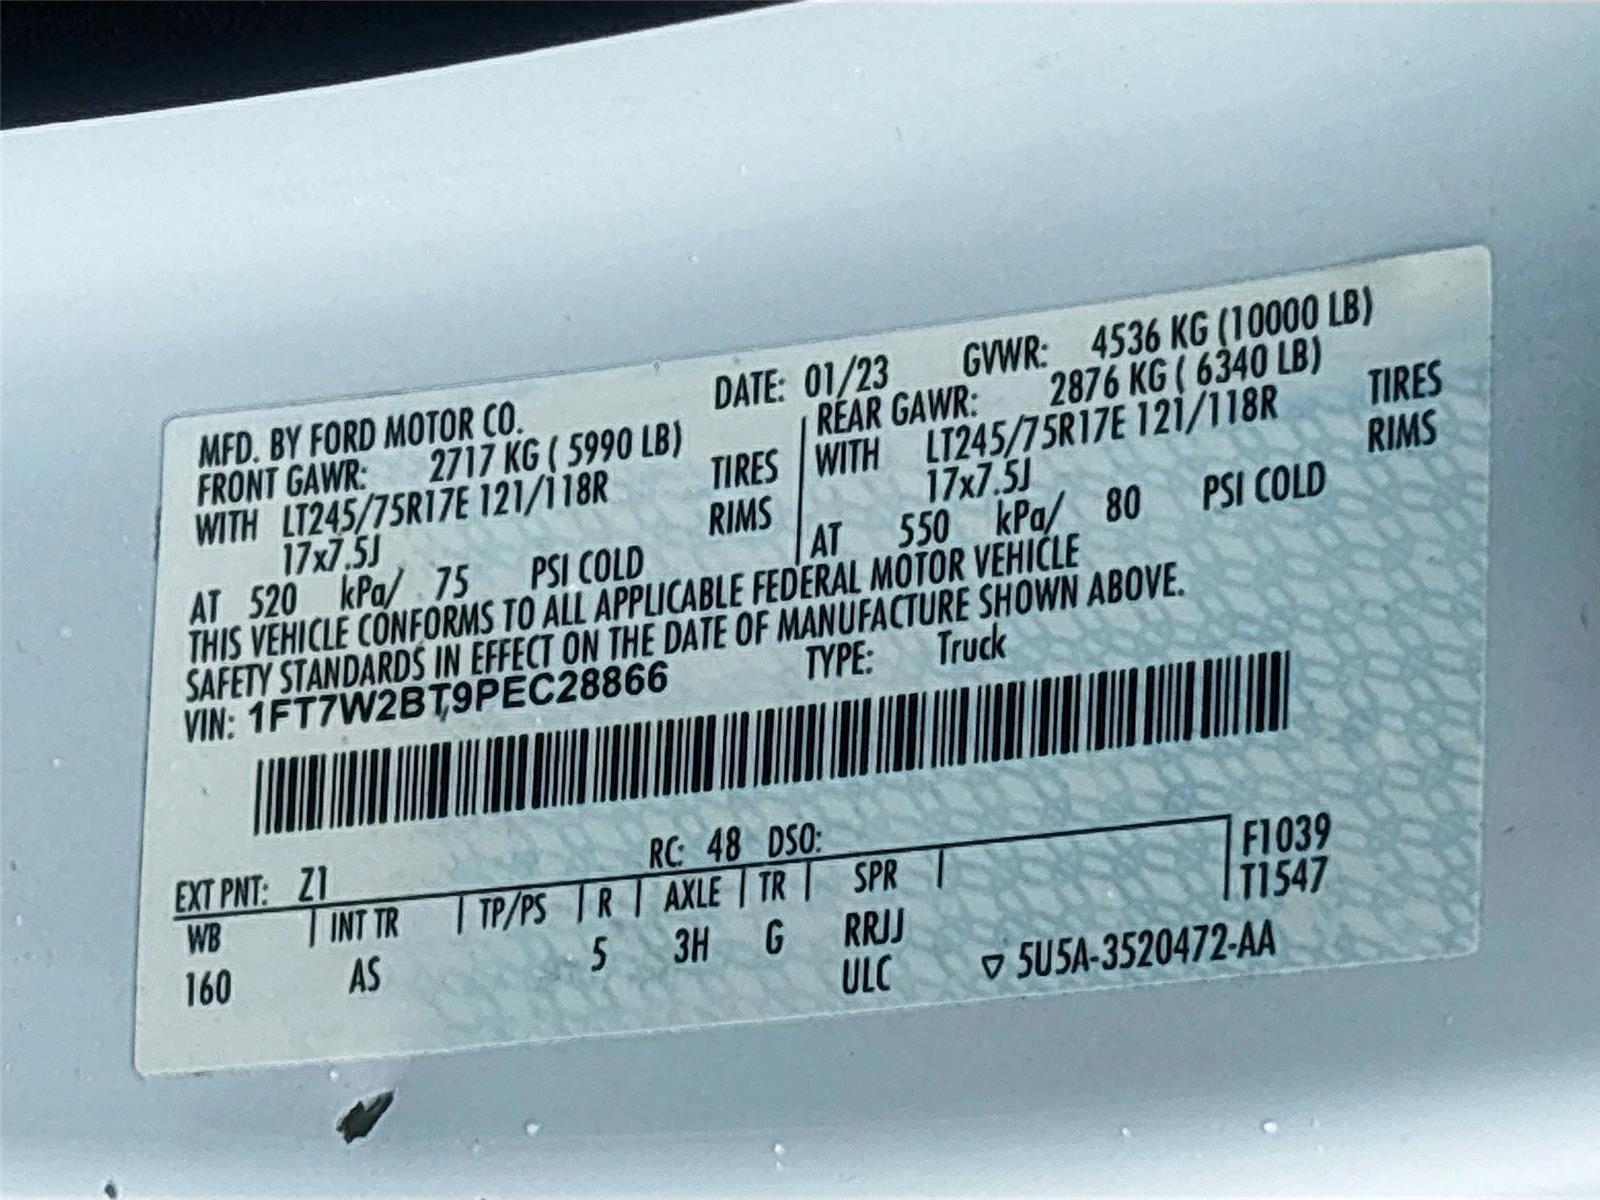 MFD. BY FORD MOTOR CO. DATE: 01/23 GVWR: 4536 KG (10000 LB)
FRONT GAWR: 2717 KG ( 5990 LB)
WITH LT245/75R17E 121/118R TIRES
17x7.5J RIMS
AT 520 kPa/ 75 PSI COLD
REAR GAWR: 2876 KG ( 6340 LB)
WITH LT245/75R17E 121/118R TIRES
17x7.5J RIMS
AT 550 kPa/ 80 PSI COLD
THIS VEHICLE CONFORMS TO ALL APPLICABLE FEDERAL MOTOR VEHICLE
SAFETY STANDARDS IN EFFECT ON THE DATE OF MANUFACTURE SHOWN ABOVE.
VIN: 1FT7W2BT9PEC28866 TYPE: Truck
EXT PNT: Z1 RC: 48 DSO:
F1039
T1547
WB INT TR TP/PS R AXLE TR SPR
160 AS 5 3H G RRJJ
ULC
5U5A-3520472-AA